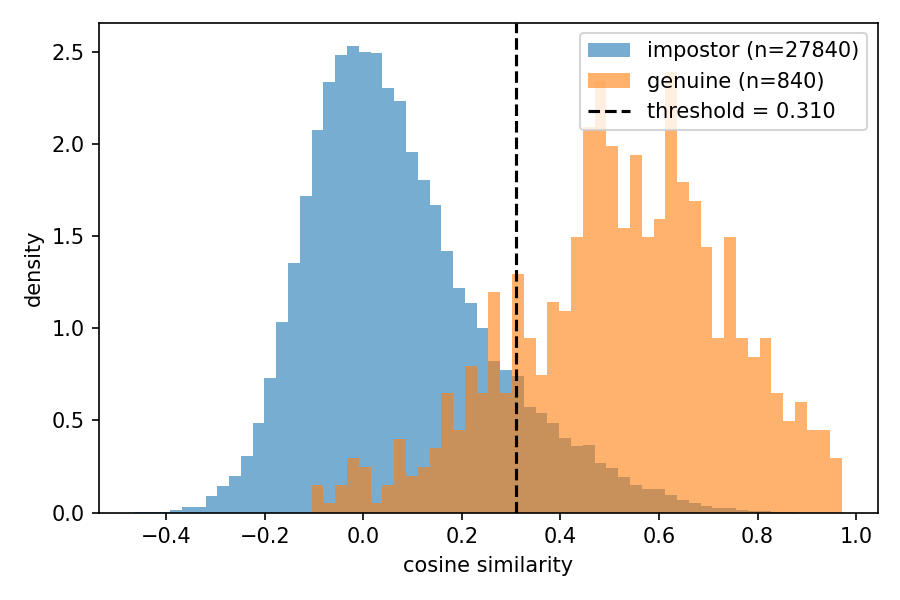 impostor (n=27840)
genuine (n=840)
threshold = 0.310
density
2.5
2.0
1.5
1.0
0.5
0.0
−0.4 −0.2 0.0 0.2 0.4 0.6 0.8 1.0
cosine similarity